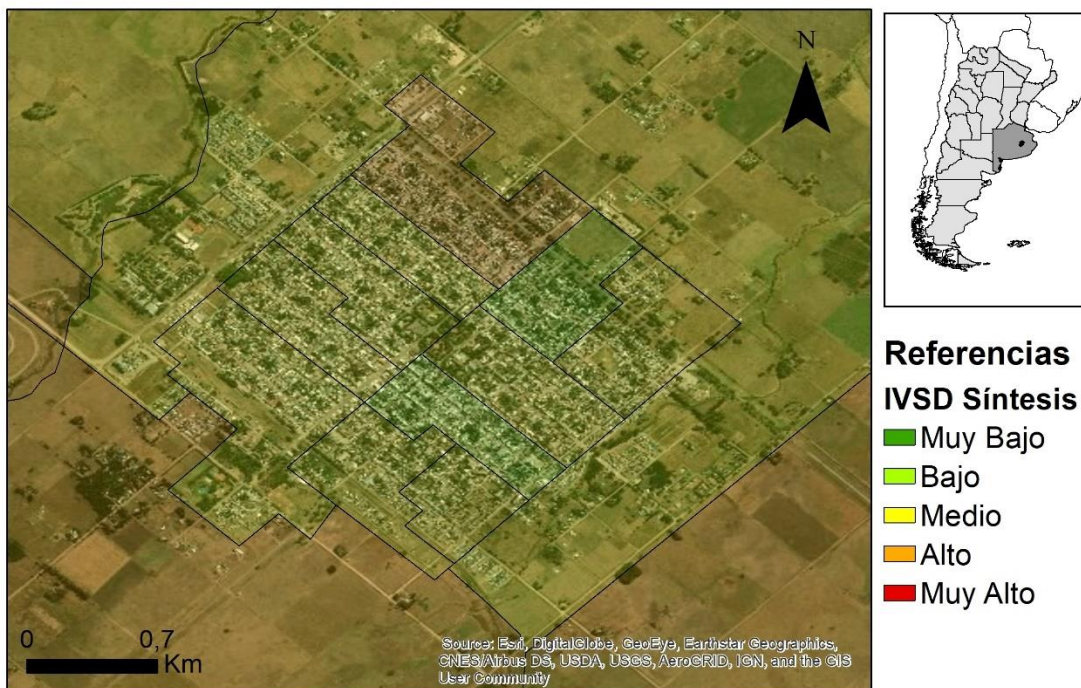 N
0 0,7
Km
Source: Esri, DigitalGlobe, GeoEye, Earthstar Geographics,
CNES/Airbus DS, USDA, USGS, AeroGRID, IGN, and the GIS
User Community
Referencias
IVSD Síntesis
Muy Bajo
Bajo
Medio
Alto
Muy Alto